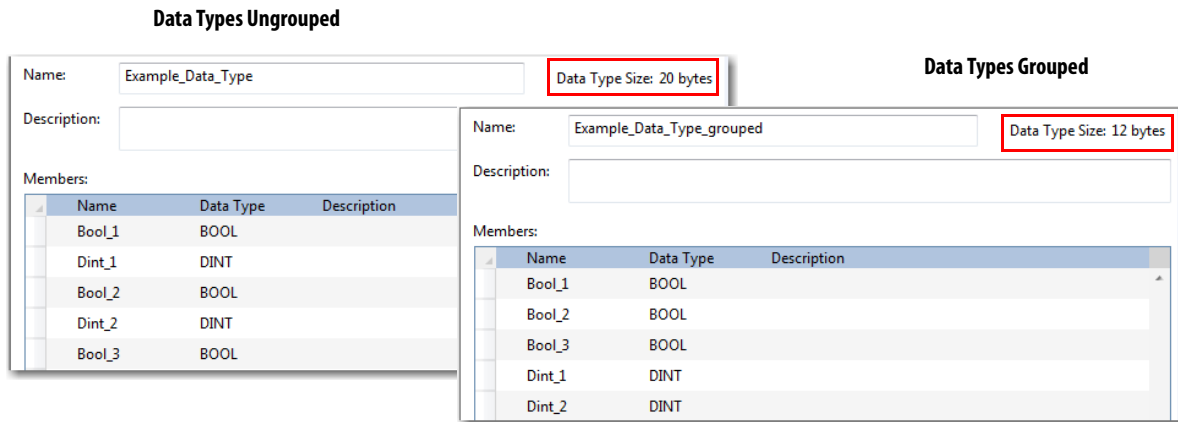 Data Types Ungrouped
Name: Example_Data_Type Data Type Size: 20 bytes
Description:
Members:
Name Data Type Description
Bool_1 BOOL
Dint_1 DINT
Bool_2 BOOL
Dint_2 DINT
Bool_3 BOOL
Data Types Grouped
Name: Example_Data_Type_grouped Data Type Size: 12 bytes
Description:
Members:
Name Data Type Description
Bool_1 BOOL
Bool_2 BOOL
Bool_3 BOOL
Dint_1 DINT
Dint_2 DINT